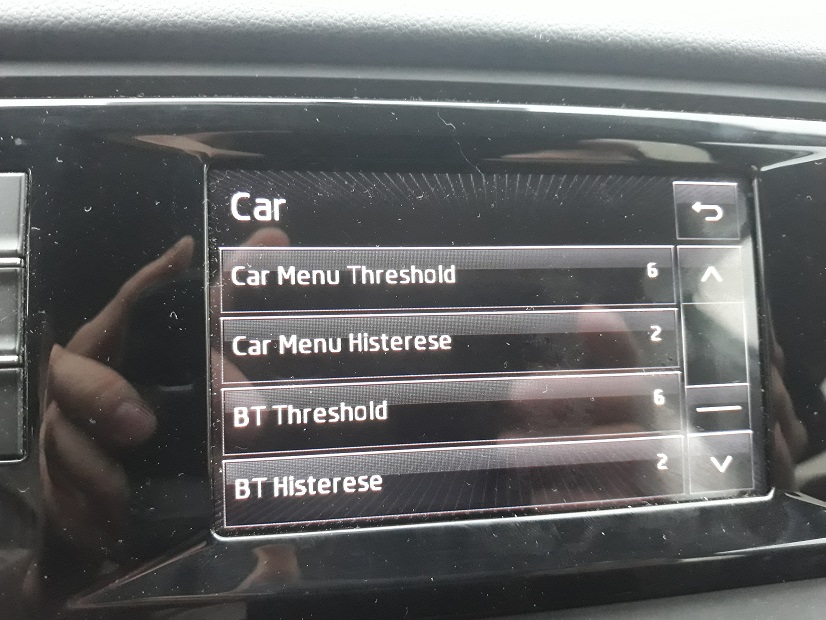 Car
Car Menu Threshold 6
Car Menu Histerese 2
BT Threshold 6
BT Histerese 2